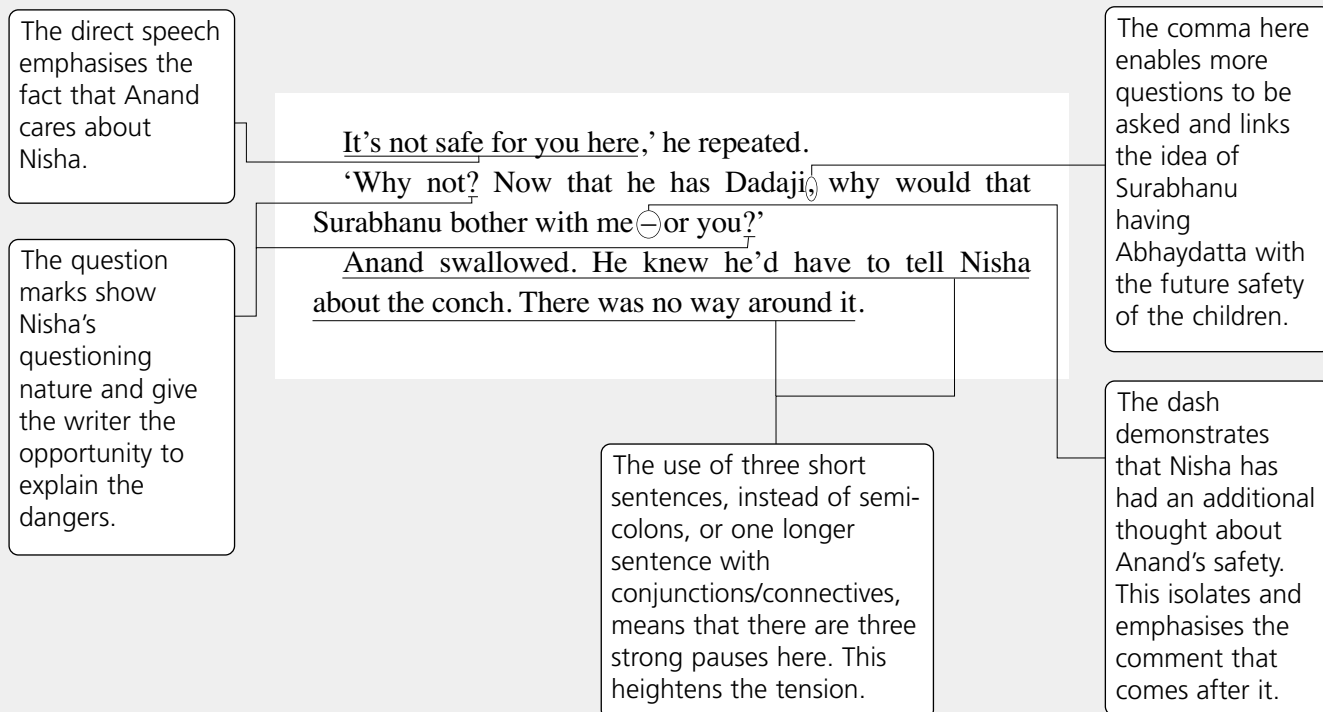 The direct speech
emphasises the
fact that Anand
cares about
Nisha.
The question
marks show
Nisha’s
questioning
nature and give
the writer the
opportunity to
explain the
dangers.
It’s not safe for you here,’ he repeated.
‘Why not? Now that he has Dadaji, why would that
Surabhanu bother with me – or you?’
Anand swallowed. He knew he’d have to tell Nisha
about the conch. There was no way around it.
The use of three short
sentences, instead of semi-
colons, or one longer
sentence with
conjunctions/connectives,
means that there are three
strong pauses here. This
heightens the tension.
The comma here
enables more
questions to be
asked and links
the idea of
Surabhanu
having
Abhaydatta with
the future safety
of the children.
The dash
demonstrates
that Nisha has
had an additional
thought about
Anand’s safety.
This isolates and
emphasises the
comment that
comes after it.